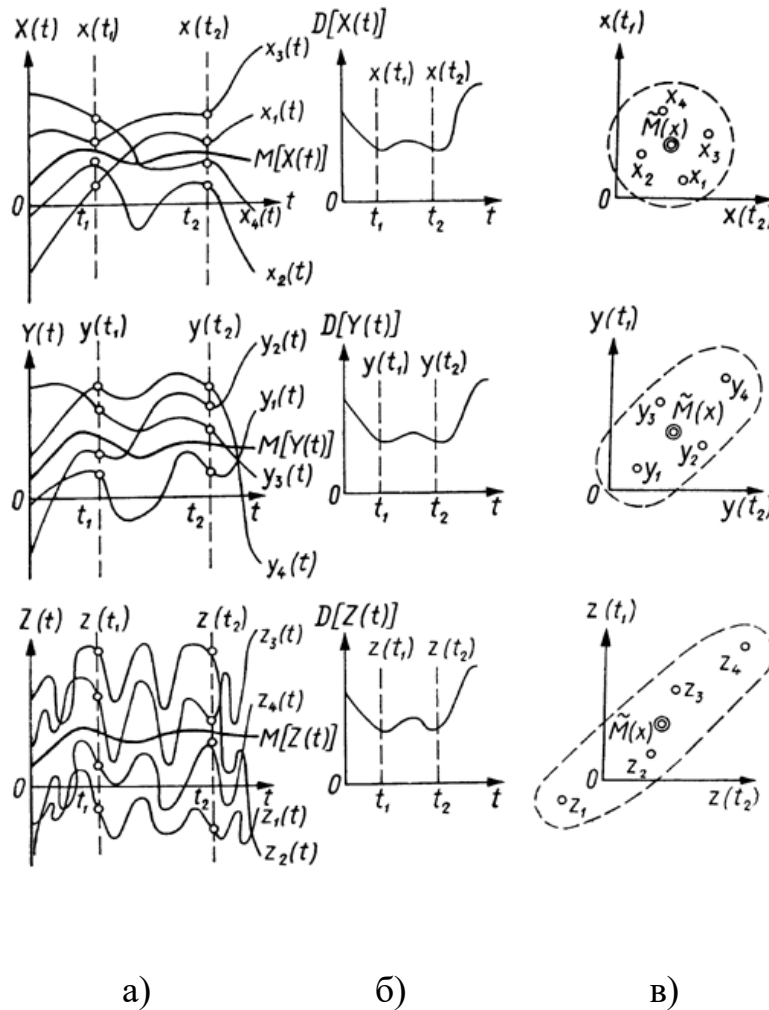 X(t) x(t₁) x(t₂) x₃(t)
x₁(t)
M[X(t)]
0 t₁ t₂ t
x₄(t)
x₂(t)
D[X(t)]
x(t₁) x(t₂)
0 t₁ t₂ t
x(t₁)
x₄
M̃(x)
x₃
x₂ x₁
0 x(t₂)
Y(t) y(t₁) y(t₂) y₂(t)
y₁(t)
M[Y(t)]
y₃(t)
0 t₁ t₂ t
y₄(t)
D[Y(t)]
y(t₁) y(t₂)
0 t₁ t₂ t
y(t₁)
y₄
y₃ M̃(x)
y₂
y₁
0 y(t₂)
Z(t) z(t₁) z(t₂) z₃(t)
z₄(t)
M[Z(t)]
0 t₁ t₂ t
z₁(t)
z₂(t)
D[Z(t)]
z(t₁) z(t₂)
0 t₁ t₂ t
z(t₁)
z₄
z₃
M̃(x)
z₂
0 z(t₂)
z₁
а) б) в)